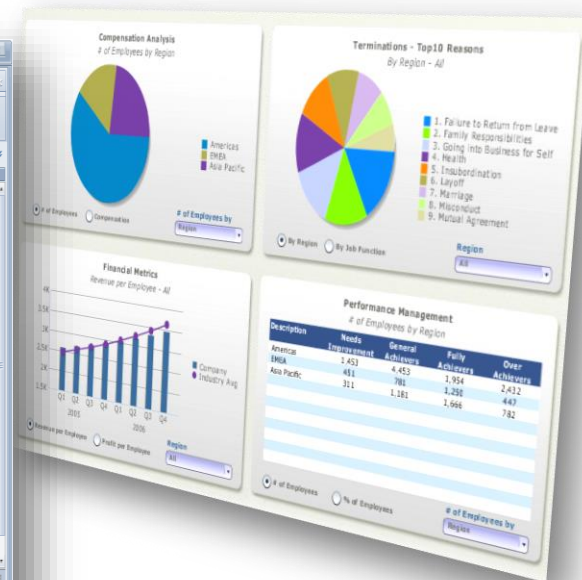 Compensation Analysis
# of Employees by Region
Americas
EMEA
Asia Pacific
# of Employees
Compensation
# of Employees by
Region
Terminations - Top10 Reasons
By Region - All
1. Failure to Return from Leave
2. Family Responsibilities
3. Going into Business for Self
4. Health
5. Insubordination
6. Layoff
7. Marriage
8. Misconduct
9. Mutual Agreement
By Region
By Job Function
Region
All
Financial Metrics
Revenue per Employee - All
4K
3.5K
3K
2.5K
2K
1.5K
Q1 Q2 Q3 Q4 Q1 Q2 Q3 Q4
2005 2006
Company
Industry Avg
Revenue per Employee
Profit per Employee
Region
All
Performance Management
# of Employees by Region
Description Needs Improvement General Achievers Fully Achievers Over Achievers
Americas 1,453 4,453 1,954 2,432
EMEA 451 781 1,250 447
Asia Pacific 311 1,181 1,666 782
# of Employees
% of Employees
# of Employees by
Region